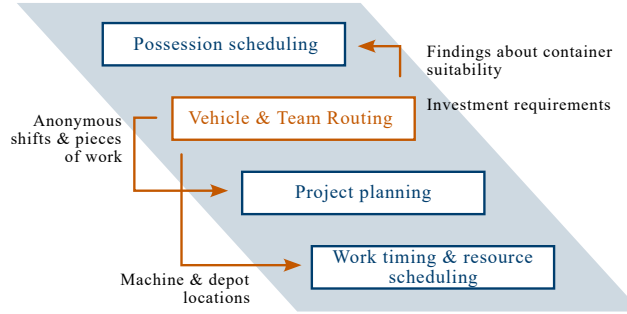 Possession scheduling
Findings about container
suitability
Investment requirements
Vehicle & Team Routing
Anonymous
shifts & pieces
of work
Project planning
Work timing & resource
scheduling
Machine & depot
locations